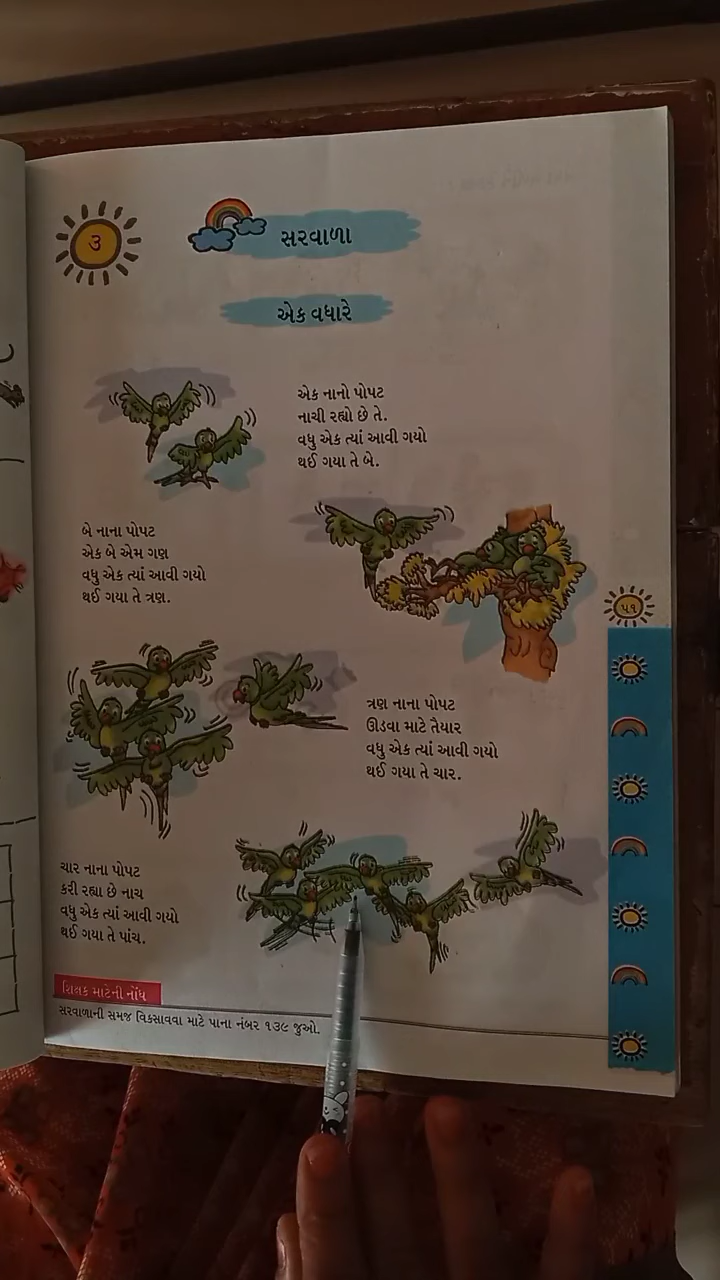 ૩
સરવાળા
એક વધારે
એક નાનો પોપટ
નાચી રહ્યો છે તે.
વધુ એક ત્યાં આવી ગયો
થઈ ગયા તે બે.
બે નાના પોપટ
એક બે એમ ગણ
વધુ એક ત્યાં આવી ગયો
થઈ ગયા તે ત્રણ.
૫૧
ત્રણ નાના પોપટ
ઊડવા માટે તૈયાર
વધુ એક ત્યાં આવી ગયો
થઈ ગયા તે ચાર.
ચાર નાના પોપટ
કરી રહ્યા છે નાચ
વધુ એક ત્યાં આવી ગયો
થઈ ગયા તે પાંચ.
શિક્ષક માટેની નોંધ
સરવાળાની સમજ વિકસાવવા માટે પાના નંબર ૧૩૯ જુઓ.